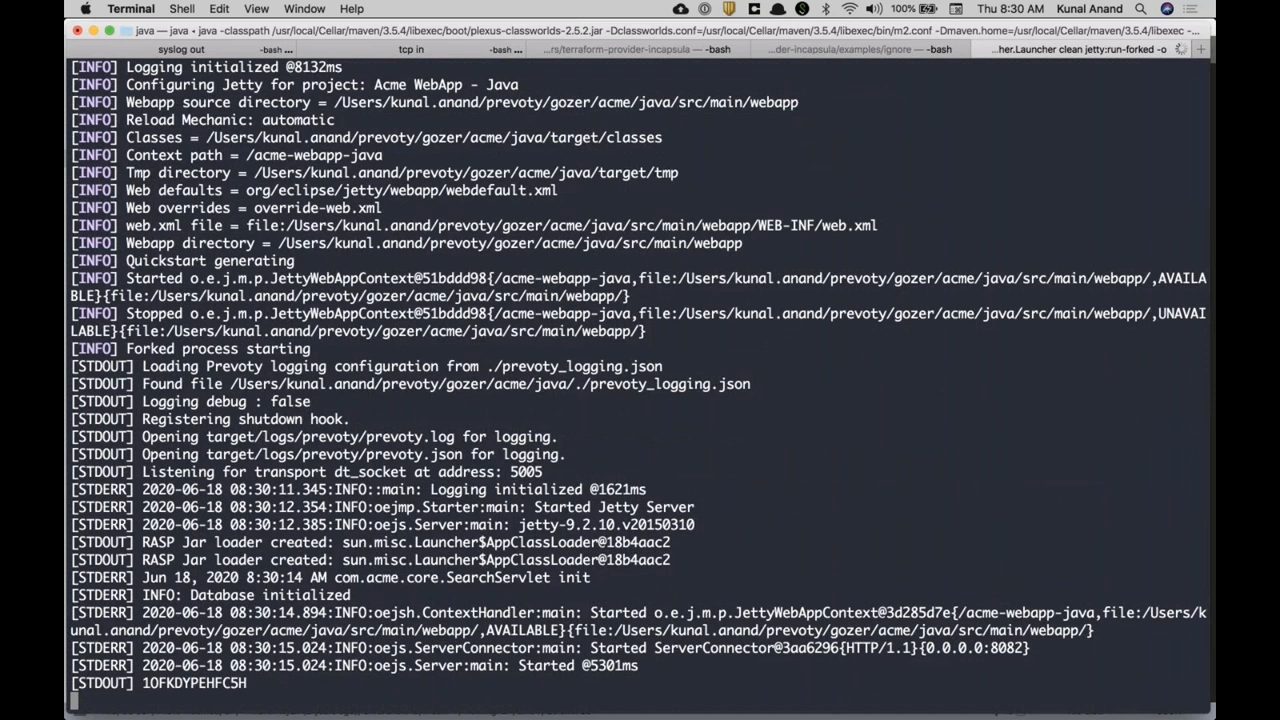 Terminal Shell Edit View Window Help 100% Thu 8:30 AM Kunal Anand
java — java ◂ java -classpath /usr/local/Cellar/maven/3.5.4/libexec/boot/plexus-classworlds-2.5.2.jar -Dclassworlds.conf=/usr/local/Cellar/maven/3.5.4/libexec/bin/m2.conf -Dmaven.home=/usr/local/Cellar/maven/3.5.4/libexec -...
syslog out -bash ... tcp in -bash ... ...rs/terraform-provider-incapsula — -bash ...der-incapsula/examples/ignore — -bash ...her.Launcher clean jetty:run-forked -o
[INFO] Logging initialized @8132ms
[INFO] Configuring Jetty for project: Acme WebApp - Java
[INFO] Webapp source directory = /Users/kunal.anand/prevoty/gozer/acme/java/src/main/webapp
[INFO] Reload Mechanic: automatic
[INFO] Classes = /Users/kunal.anand/prevoty/gozer/acme/java/target/classes
[INFO] Context path = /acme-webapp-java
[INFO] Tmp directory = /Users/kunal.anand/prevoty/gozer/acme/java/target/tmp
[INFO] Web defaults = org/eclipse/jetty/webapp/webdefault.xml
[INFO] Web overrides = override-web.xml
[INFO] web.xml file = file:/Users/kunal.anand/prevoty/gozer/acme/java/src/main/webapp/WEB-INF/web.xml
[INFO] Webapp directory = /Users/kunal.anand/prevoty/gozer/acme/java/src/main/webapp
[INFO] Quickstart generating
[INFO] Started o.e.j.m.p.JettyWebAppContext@51bddd98{/acme-webapp-java,file:/Users/kunal.anand/prevoty/gozer/acme/java/src/main/webapp/,AVAILA
BLE}{file:/Users/kunal.anand/prevoty/gozer/acme/java/src/main/webapp/}
[INFO] Stopped o.e.j.m.p.JettyWebAppContext@51bddd98{/acme-webapp-java,file:/Users/kunal.anand/prevoty/gozer/acme/java/src/main/webapp/,UNAVAI
LABLE}{file:/Users/kunal.anand/prevoty/gozer/acme/java/src/main/webapp/}
[INFO] Forked process starting
[STDOUT] Loading Prevoty logging configuration from ./prevoty_logging.json
[STDOUT] Found file /Users/kunal.anand/prevoty/gozer/acme/java/./prevoty_logging.json
[STDOUT] Logging debug : false
[STDOUT] Registering shutdown hook.
[STDOUT] Opening target/logs/prevoty/prevoty.log for logging.
[STDOUT] Opening target/logs/prevoty/prevoty.json for logging.
[STDOUT] Listening for transport dt_socket at address: 5005
[STDERR] 2020-06-18 08:30:11.345:INFO::main: Logging initialized @1621ms
[STDERR] 2020-06-18 08:30:12.354:INFO:oejmp.Starter:main: Started Jetty Server
[STDERR] 2020-06-18 08:30:12.385:INFO:oejs.Server:main: jetty-9.2.10.v20150310
[STDERR] RASP Jar loader created: sun.misc.Launcher$AppClassLoader@18b4aac2
[STDERR] RASP Jar loader created: sun.misc.Launcher$AppClassLoader@18b4aac2
[STDERR] Jun 18, 2020 8:30:14 AM com.acme.core.SearchServlet init
[STDERR] INFO: Database initialized
[STDERR] 2020-06-18 08:30:14.894:INFO:oejsh.ContextHandler:main: Started o.e.j.m.p.JettyWebAppContext@3d285d7e{/acme-webapp-java,file:/Users/k
unal.anand/prevoty/gozer/acme/java/src/main/webapp/,AVAILABLE}{file:/Users/kunal.anand/prevoty/gozer/acme/java/src/main/webapp/}
[STDERR] 2020-06-18 08:30:15.024:INFO:oejs.ServerConnector:main: Started ServerConnector@3aa6296{HTTP/1.1}{0.0.0.0:8082}
[STDERR] 2020-06-18 08:30:15.024:INFO:oejs.Server:main: Started @5301ms
[STDOUT] 1OFKDYPEHFC5H